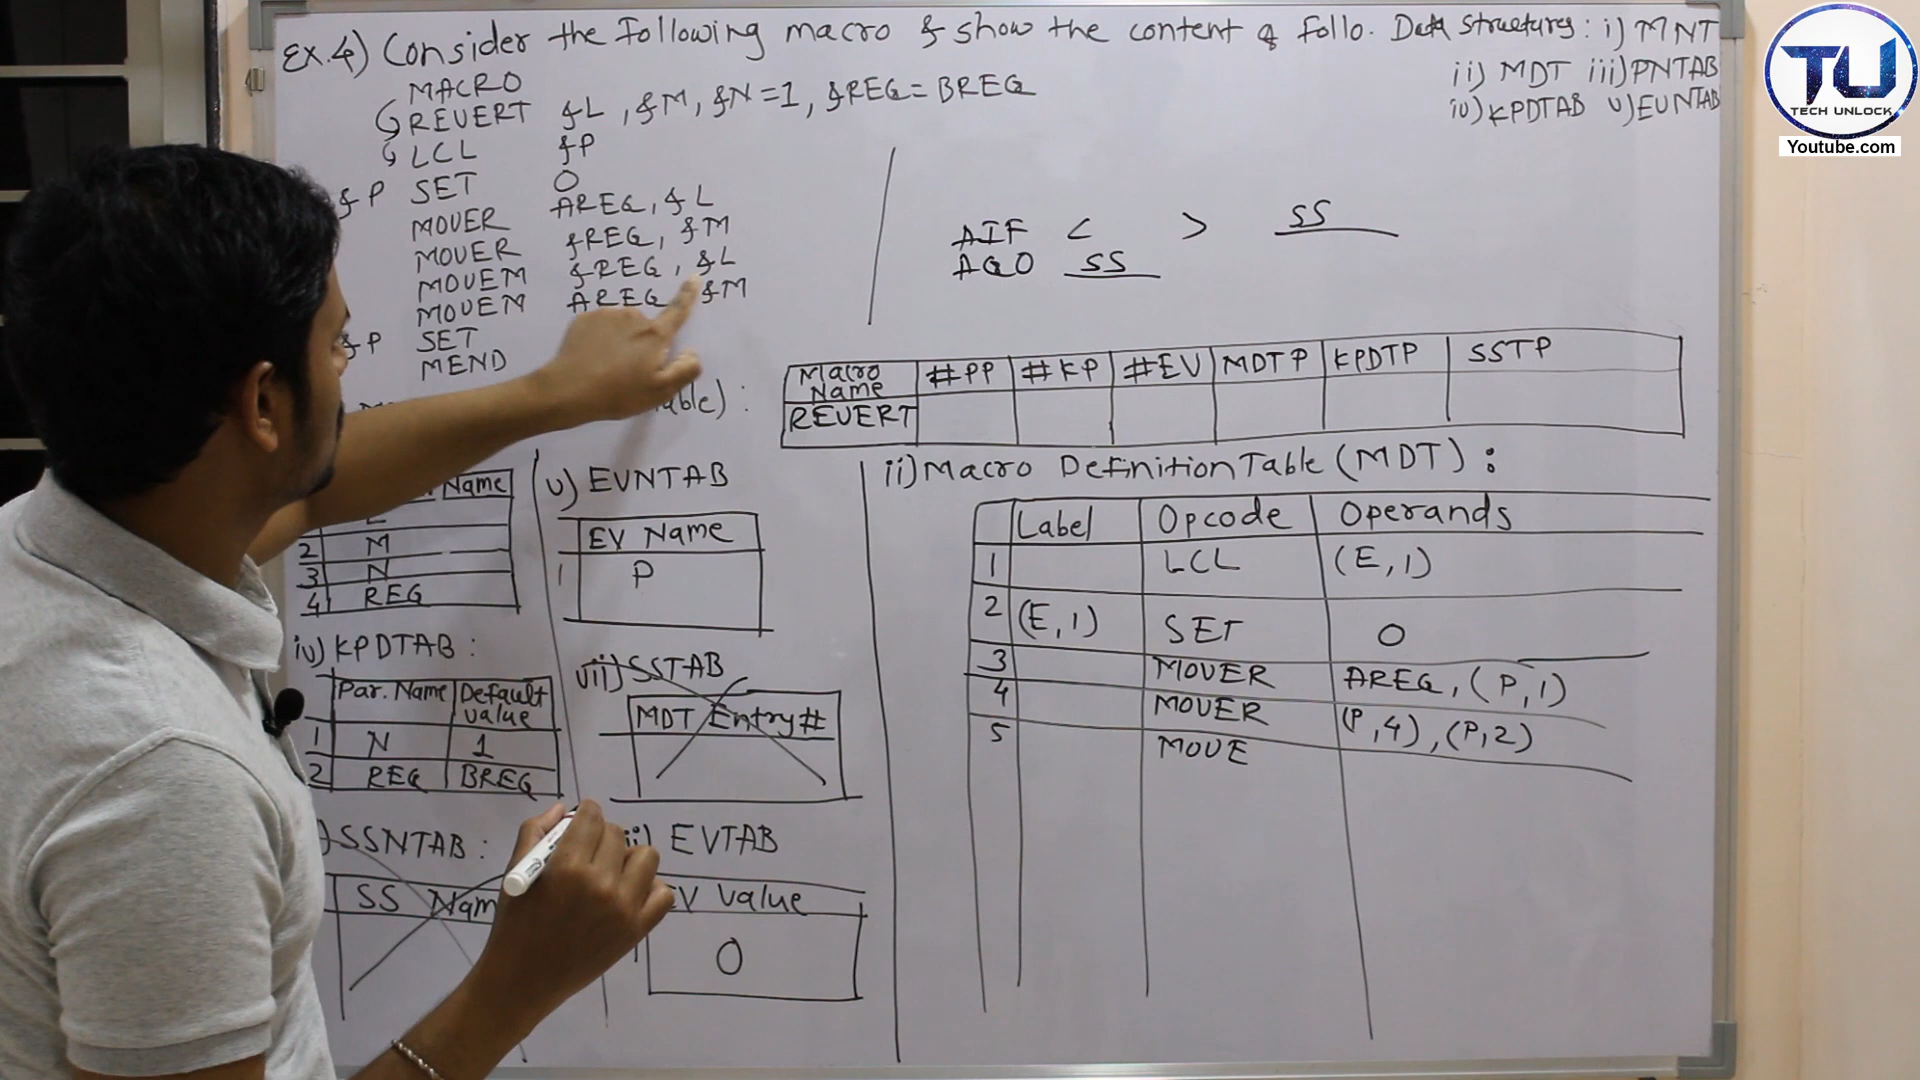 Ex.4) Consider the following macro & show the content of follo. Data Structures: i) MNT
ii) MDT iii) PNTAB
iv) KPDTAB v) EVNTAB
MACRO
REVERT &L, &M, &N=1, &REG=BREG
LCL &P
&P SET 0
MOVER AREG, &L
MOVER &REG, &M
MOVEM &REG, &L
MOVEM AREG &M
&P SET
MEND
AIF < > SS
AGO SS
TU
TECH UNLOCK
Youtube.com
able) :
Macro Name #PP #KP #EV MDTP KPDTP SSTP
REVERT
Name
2 M
3 N
4 REG
v) EVNTAB
EV Name
1 P
ii) Macro Definition Table (MDT) :
Label Opcode Operands
1 LCL (E,1)
2 (E,1) SET 0
3 MOVER AREG, (P,1)
4 MOVER (P,4), (P,2)
5 MOVE
iv) KPDTAB :
Par. Name Default value
1 N 1
2 REG BREG
vii) SSTAB
MDT Entry#
) SSNTAB :
SS Nam
ii) EVTAB
EV Value
0